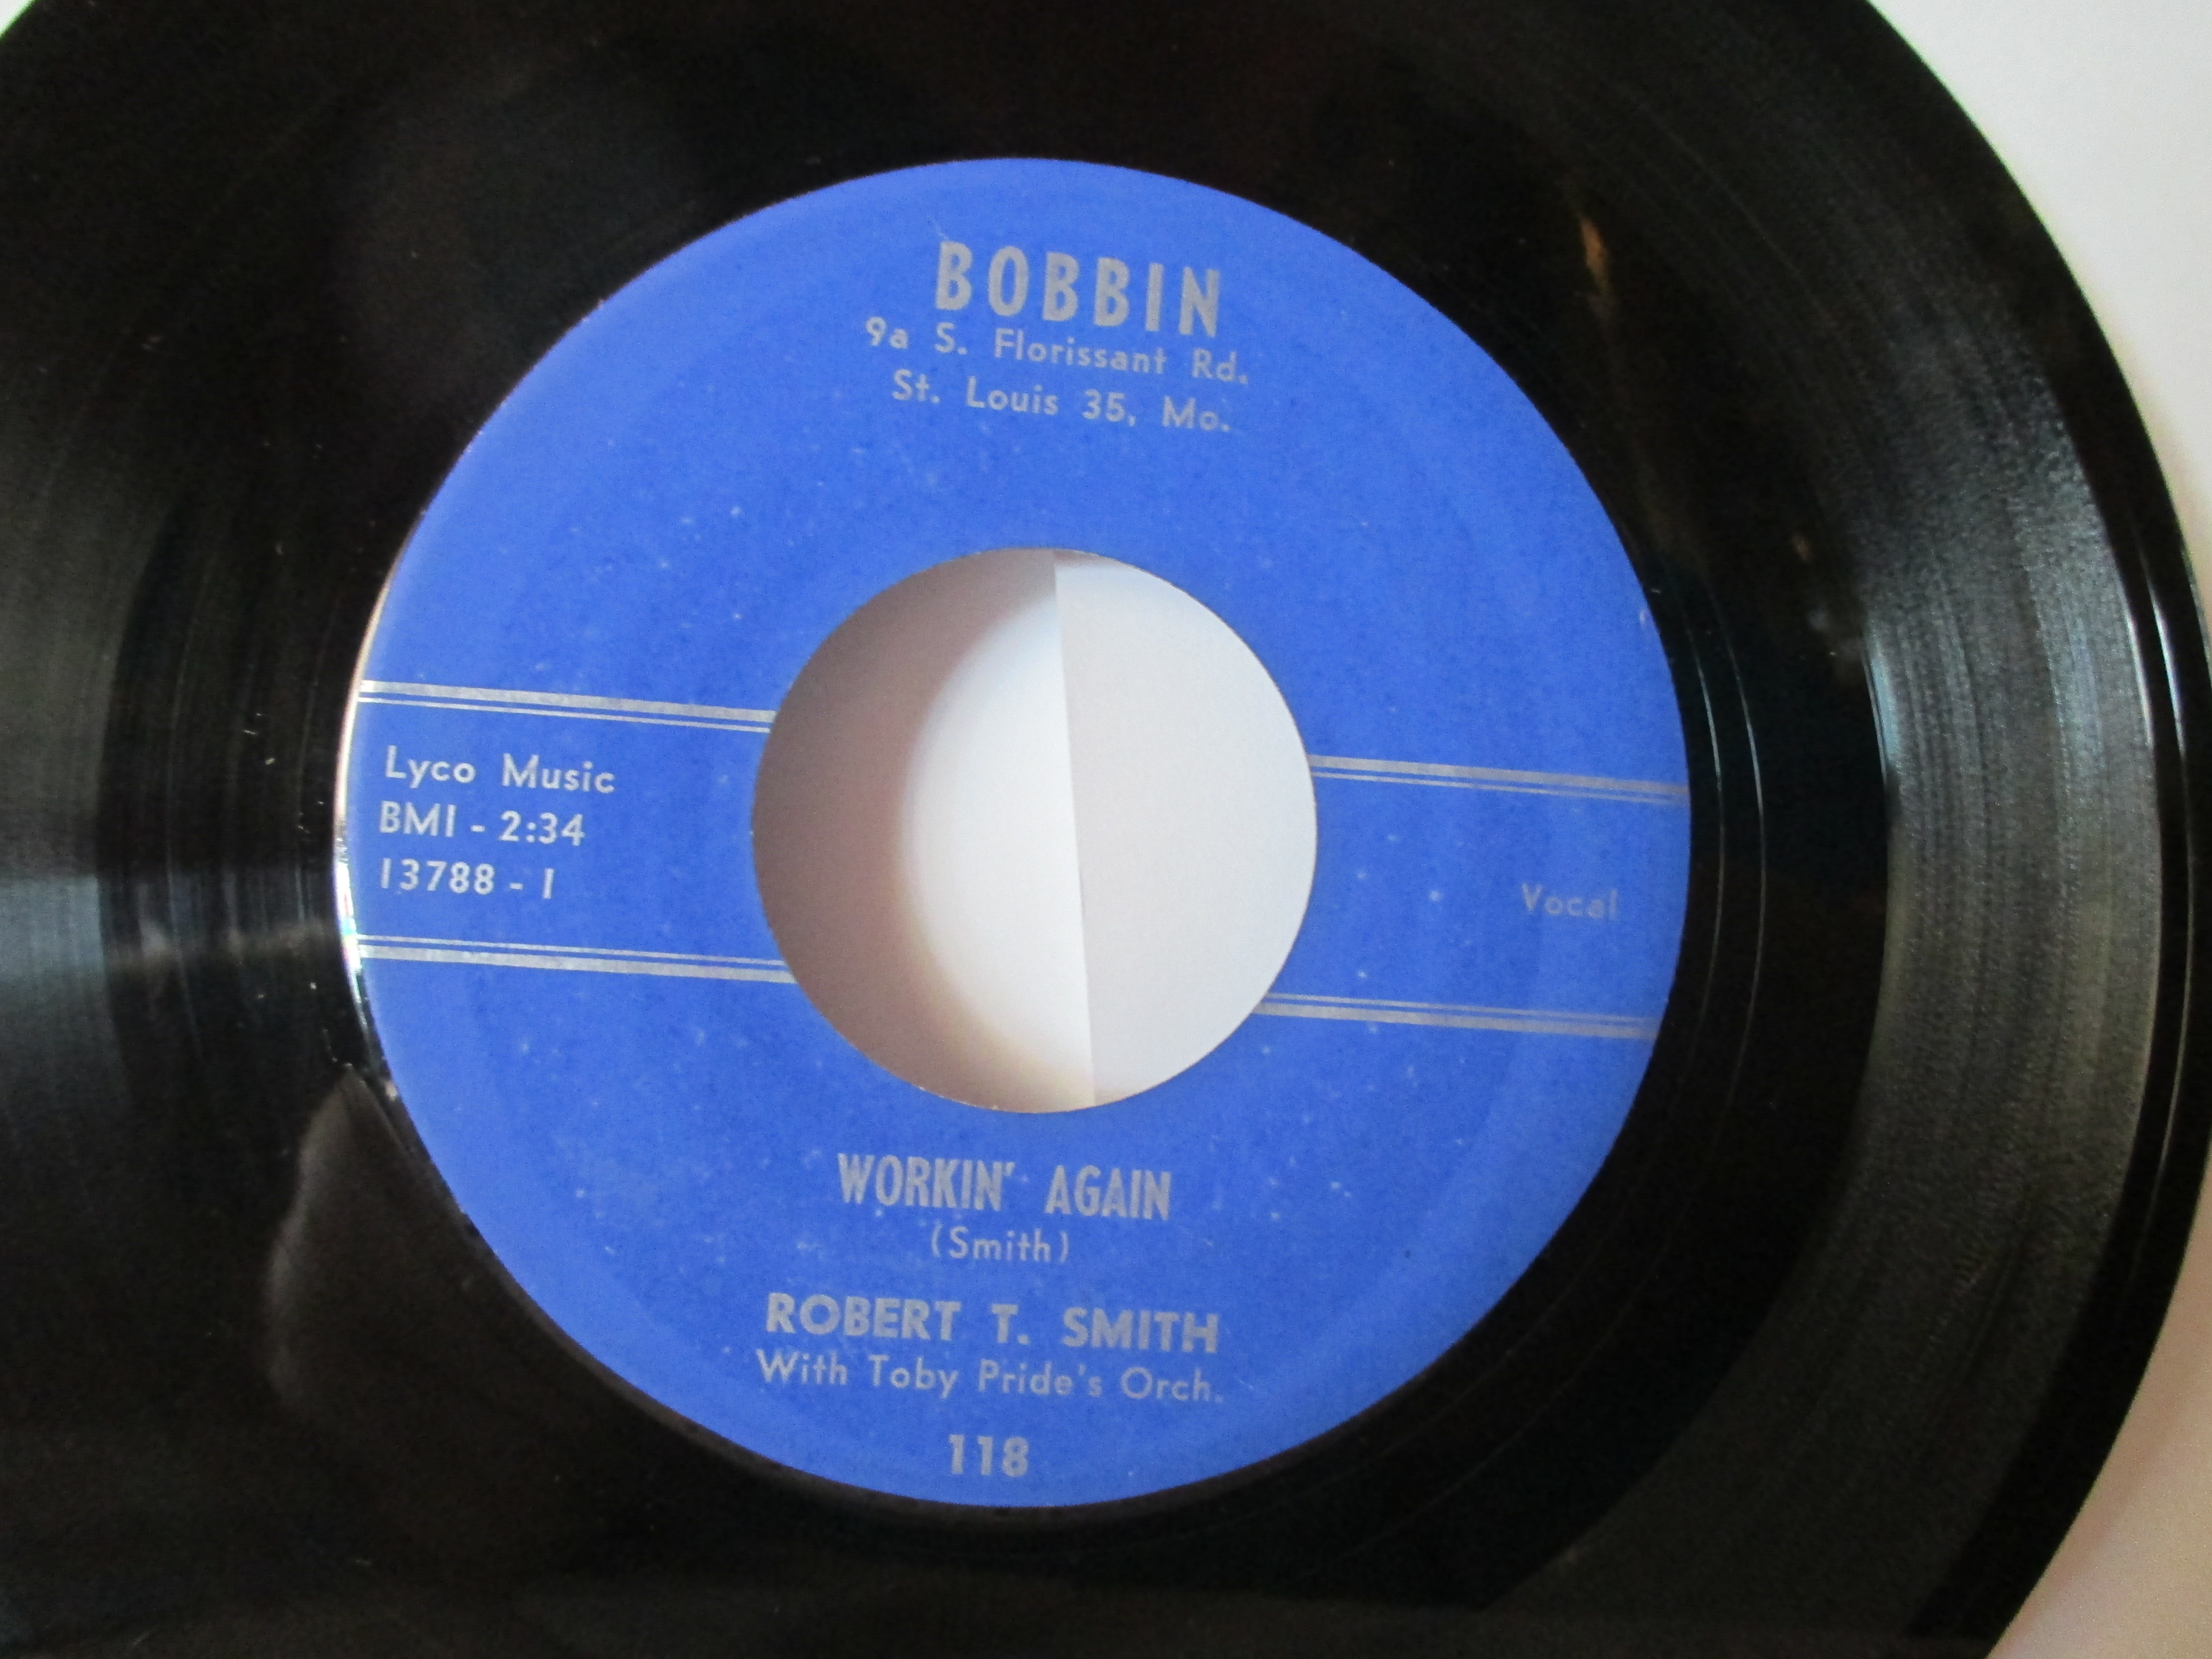 BOBBIN
9a S. Florissant Rd.
St. Louis 35, Mo.
Lyco Music
BMI - 2:34
13788 - 1
Vocal
WORKIN' AGAIN
(Smith)
ROBERT T. SMITH
With Toby Pride's Orch.
118